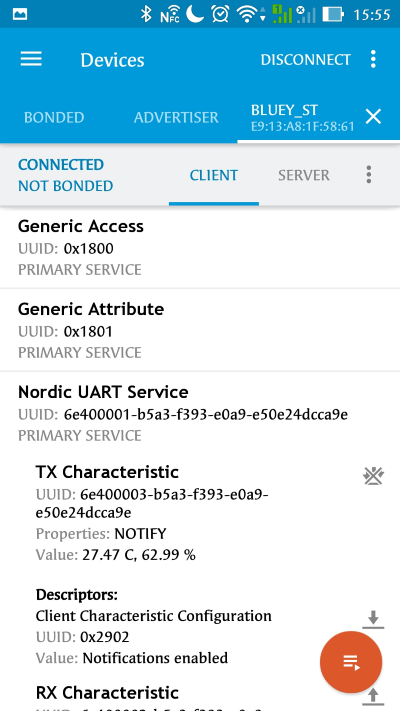 NFC
15:55
Devices
DISCONNECT
BONDED
ADVERTISER
BLUEY_ST
E9:13:A8:1F:58:61
CONNECTED
NOT BONDED
CLIENT
SERVER
Generic Access
UUID: 0x1800
PRIMARY SERVICE
Generic Attribute
UUID: 0x1801
PRIMARY SERVICE
Nordic UART Service
UUID: 6e400001-b5a3-f393-e0a9-e50e24dcca9e
PRIMARY SERVICE
TX Characteristic
UUID: 6e400003-b5a3-f393-e0a9-
e50e24dcca9e
Properties: NOTIFY
Value: 27.47 C, 62.99 %
Descriptors:
Client Characteristic Configuration
UUID: 0x2902
Value: Notifications enabled
RX Characteristic